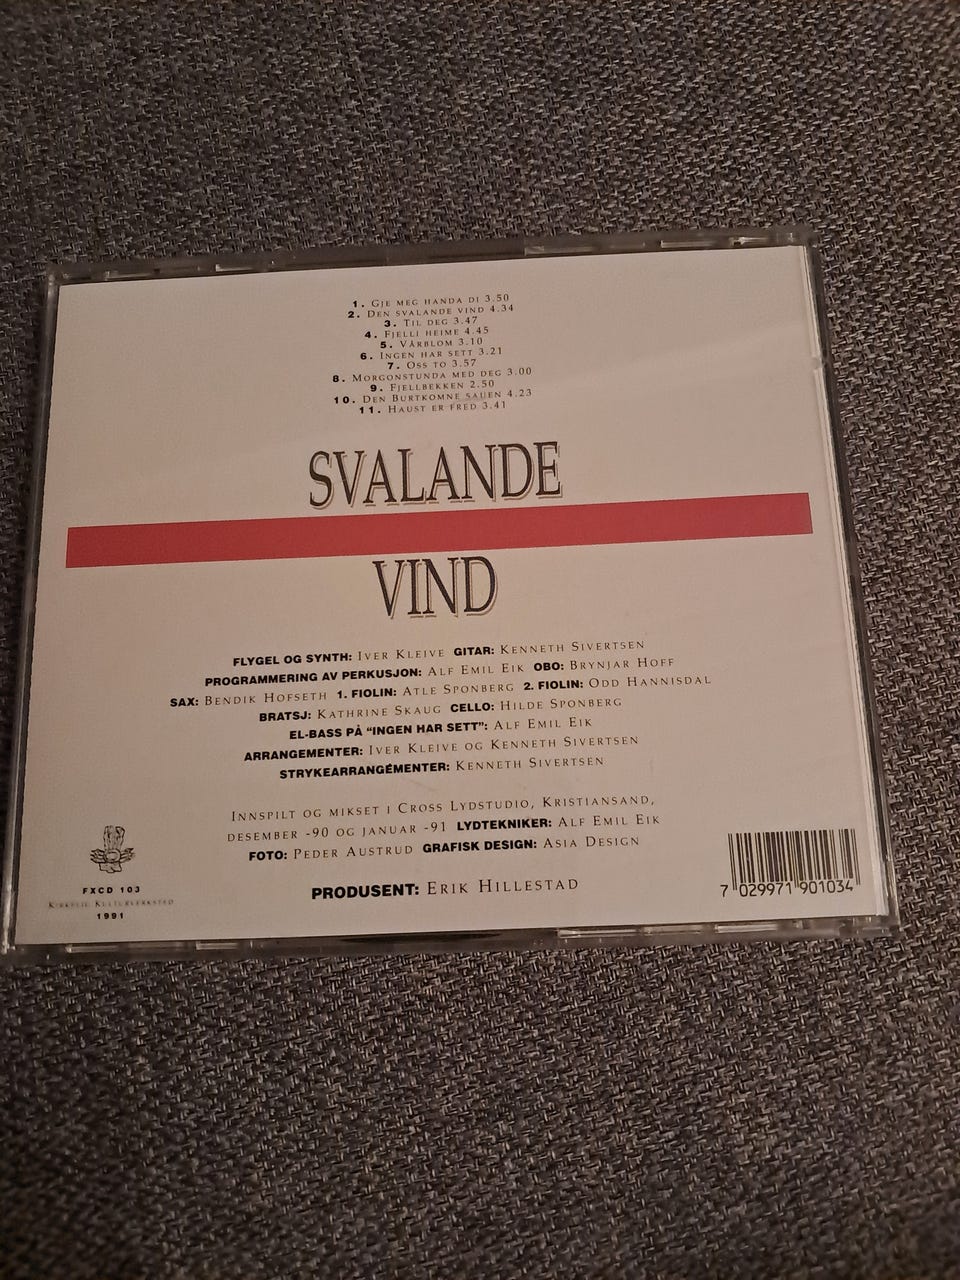 1. GJE MEG HANDA DI 3.50
2. DEN SVALANDE VIND 4.34
3. TIL DEG 3.47
4. FJELLI HEIME 4.45
5. VÅRBLOM 3.10
6. INGEN HAR SETT 3.21
7. OSS TO 3.57
8. MORGONSTUNDA MED DEG 3.00
9. FJELLBEKKEN 2.50
10. DEN BURTKOMNE SAUEN 4.23
11. HAUST ER FRED 3.41
SVALANDE
VIND
FLYGEL OG SYNTH: IVER KLEIVE GITAR: KENNETH SIVERTSEN
PROGRAMMERING AV PERKUSJON: ALF EMIL EIK OBO: BRYNJAR HOFF
SAX: BENDIK HOFSETH 1. FIOLIN: ATLE SPONBERG 2. FIOLIN: ODD HANNISDAL
BRATSJ: KATHRINE SKAUG CELLO: HILDE SPONBERG
EL-BASS PÅ "INGEN HAR SETT": ALF EMIL EIK
ARRANGEMENTER: IVER KLEIVE OG KENNETH SIVERTSEN
STRYKEARRANGÉMENTER: KENNETH SIVERTSEN
INNSPILT OG MIKSET I CROSS LYDSTUDIO, KRISTIANSAND,
DESEMBER -90 OG JANUAR -91 LYDTEKNIKER: ALF EMIL EIK
FOTO: PEDER AUSTRUD GRAFISK DESIGN: ASIA DESIGN
PRODUSENT: ERIK HILLESTAD
FXCD 103
KIRKELIG KULTURVERKSTED
1991
7 029971 901034